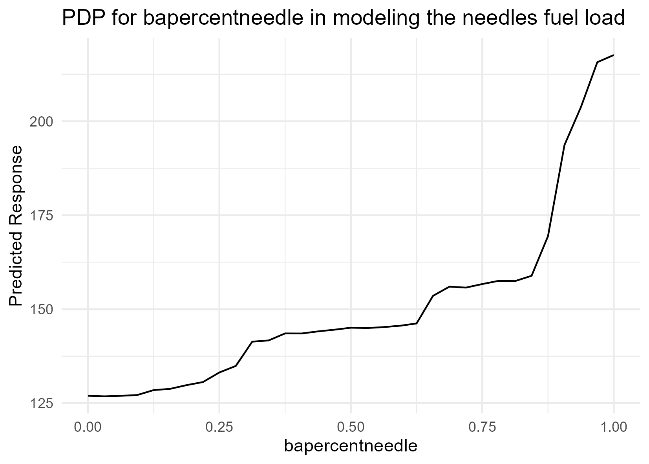 PDP for bapercentneedle in modeling the needles fuel load
Predicted Response
200
175
150
125
0.00 0.25 0.50 0.75 1.00
bapercentneedle